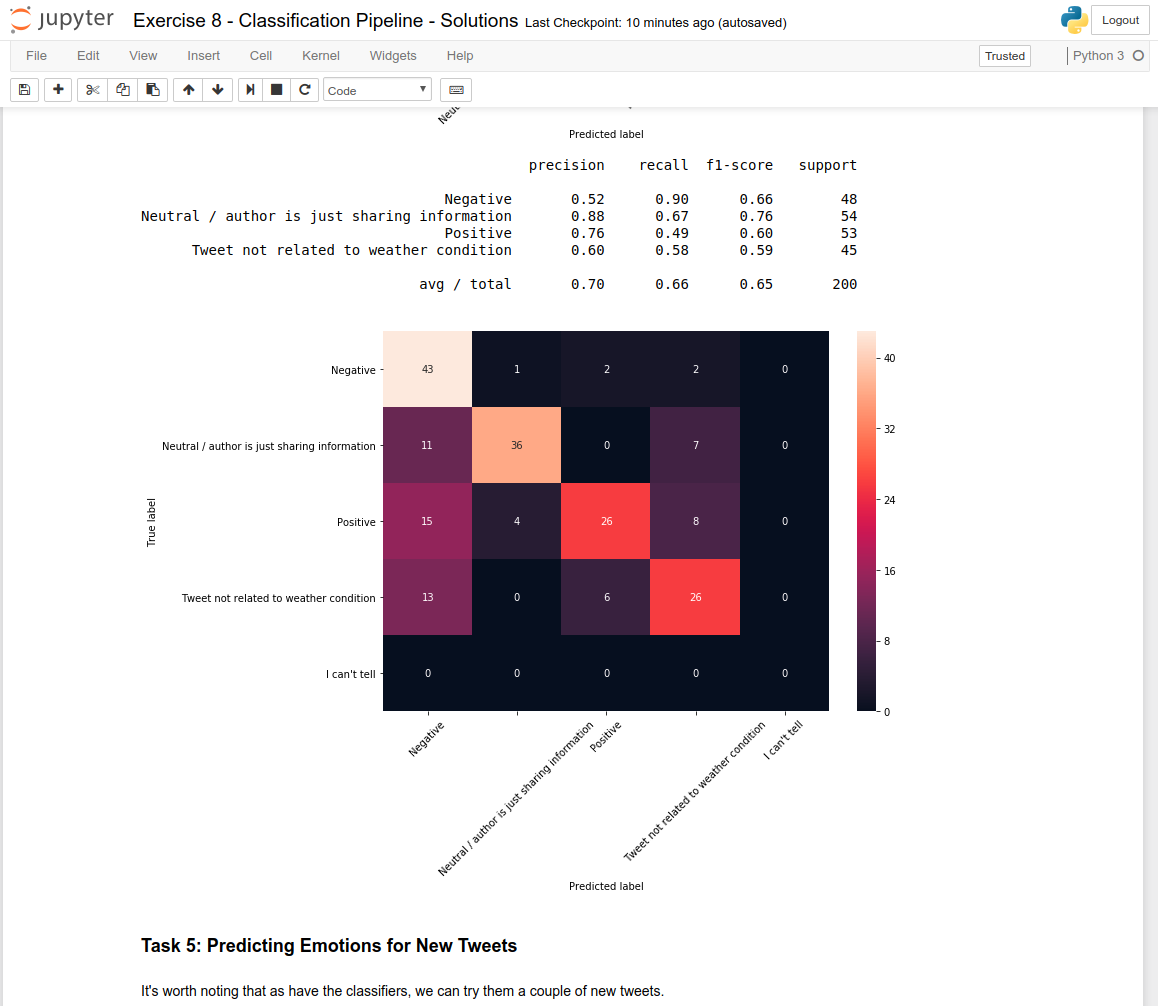 jupyter Exercise 8 - Classification Pipeline - Solutions Last Checkpoint: 10 minutes ago (autosaved) Logout
File Edit View Insert Cell Kernel Widgets Help Trusted Python 3
Code
Predicted label
precision recall f1-score support
Negative 0.52 0.90 0.66 48
Neutral / author is just sharing information 0.88 0.67 0.76 54
Positive 0.76 0.49 0.60 53
Tweet not related to weather condition 0.60 0.58 0.59 45
avg / total 0.70 0.66 0.65 200
Negative 43 1 2 2 0
Neutral / author is just sharing information 11 36 0 7 0
Positive 15 4 26 8 0
Tweet not related to weather condition 13 0 6 26 0
I can't tell 0 0 0 0 0
True label
40
32
24
16
8
0
Negative
Neutral / author is just sharing information
Positive
Tweet not related to weather condition
I can't tell
Predicted label
Task 5: Predicting Emotions for New Tweets
It's worth noting that as have the classifiers, we can try them a couple of new tweets.